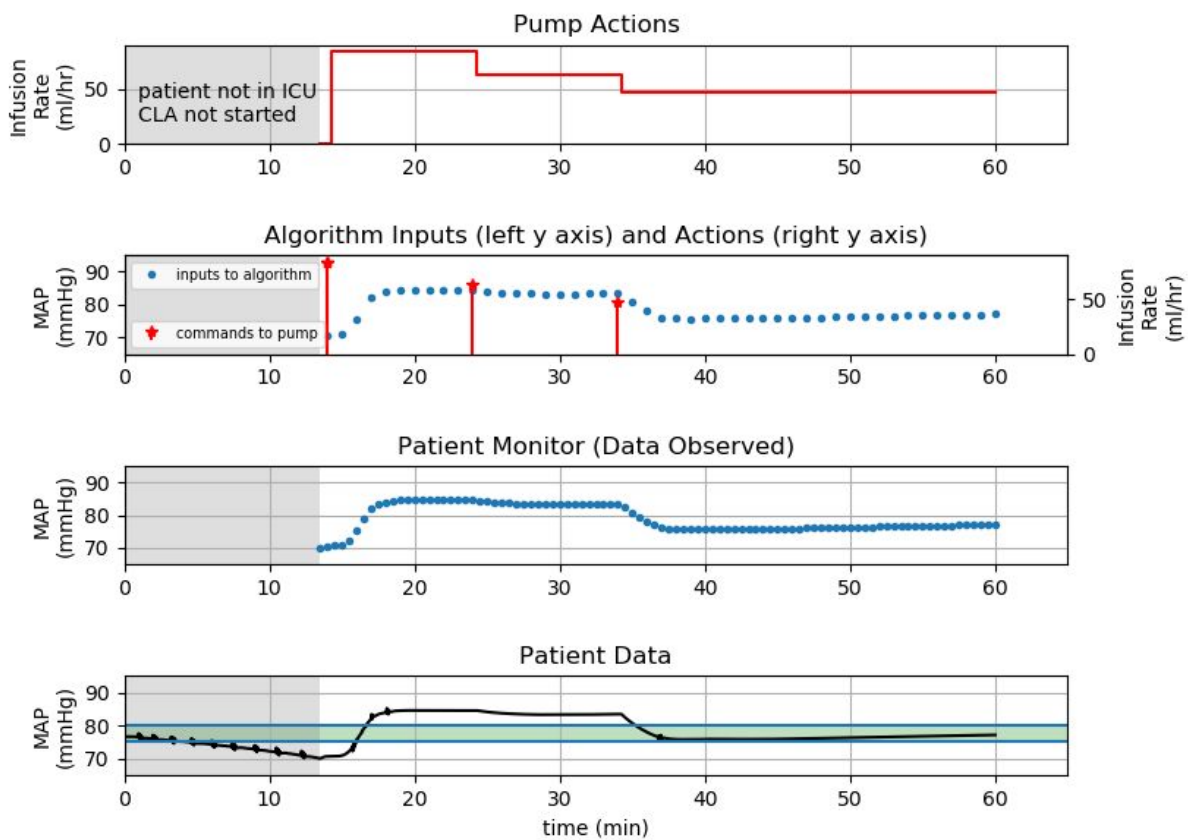 Pump Actions
Infusion
Rate
(ml/hr)
50
0
patient not in ICU
CLA not started
0 10 20 30 40 50 60
Algorithm Inputs (left y axis) and Actions (right y axis)
MAP
(mmHg)
90
80
70
inputs to algorithm
commands to pump
50
0
Infusion
Rate
(ml/hr)
0 10 20 30 40 50 60
Patient Monitor (Data Observed)
MAP
(mmHg)
90
80
70
0 10 20 30 40 50 60
Patient Data
MAP
(mmHg)
90
80
70
0 10 20 30 40 50 60
time (min)